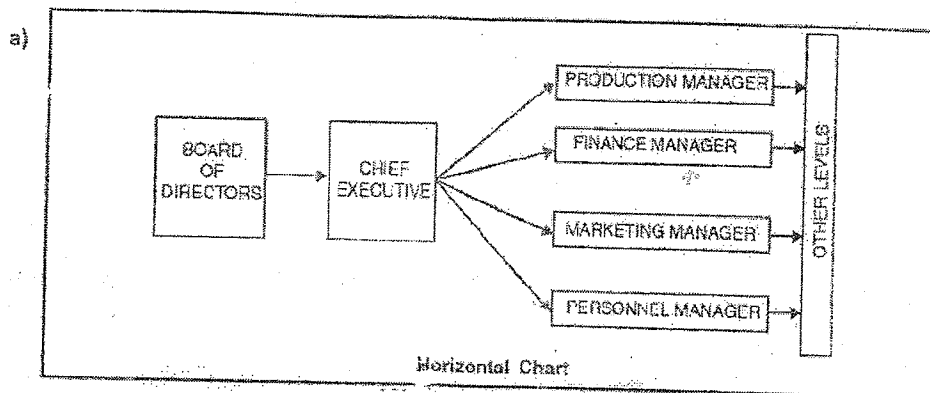 a)
BOARD
OF
DIRECTORS
CHIEF
EXECUTIVE
PRODUCTION MANAGER
FINANCE MANAGER
MARKETING MANAGER
PERSONNEL MANAGER
OTHER LEVELS
Horizontal Chart